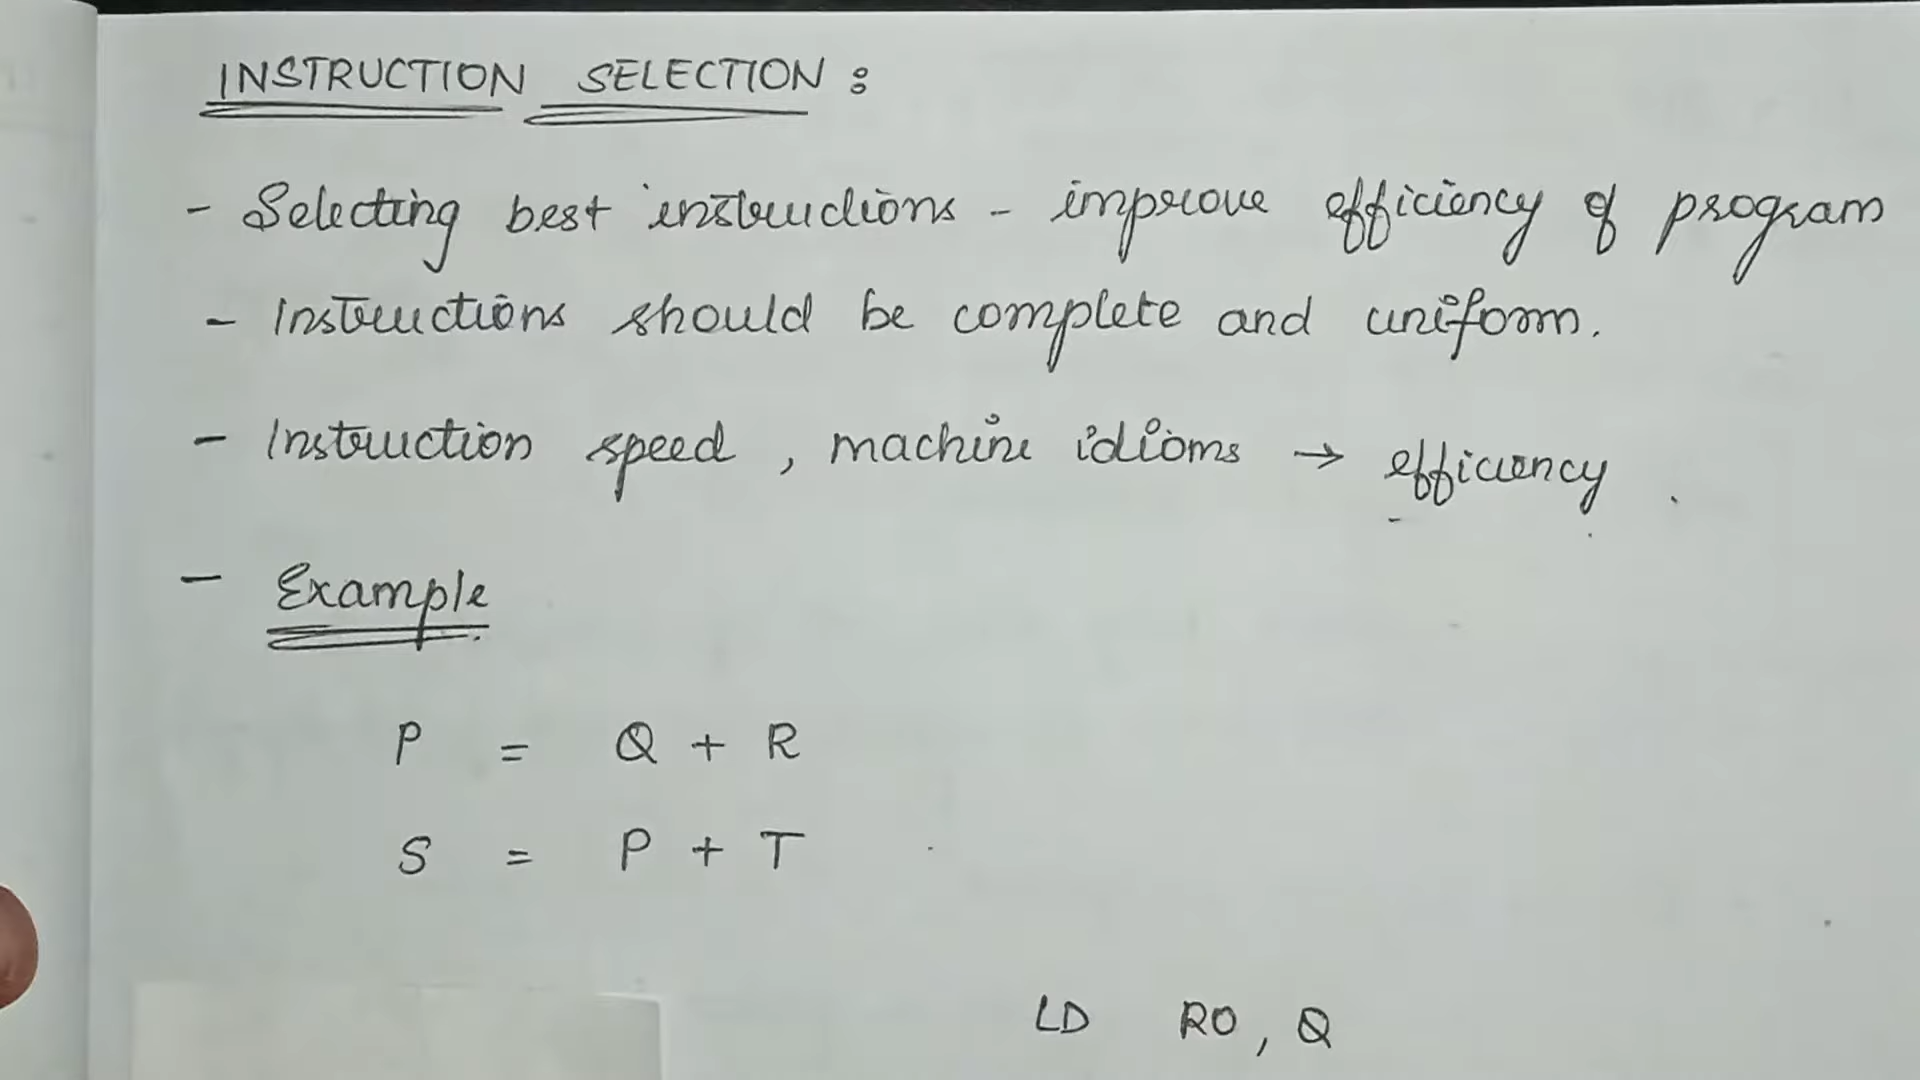 INSTRUCTION SELECTION :
- Selecting best instructions - improve efficiency of program
- Instructions should be complete and uniform.
- Instruction speed, machine idioms → efficiency.
- Example
P = Q + R
S = P + T
LD R0, Q